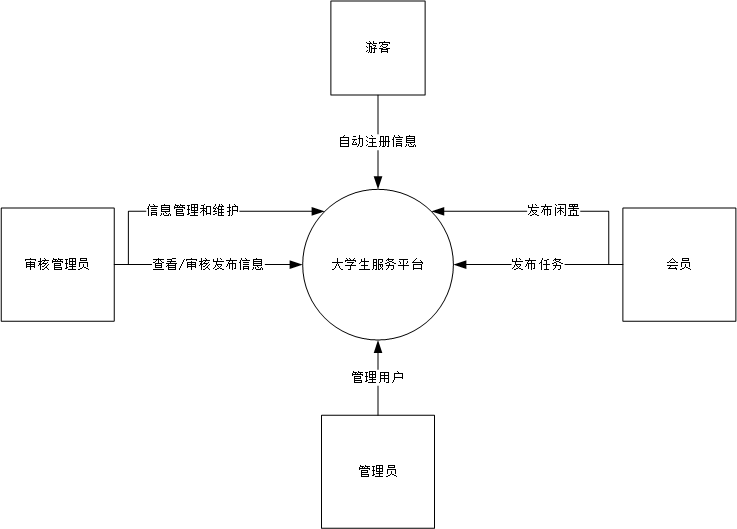 游客
自动注册信息
信息管理和维护
发布闲置
审核管理员
查看/审核发布信息
大学生服务平台
发布任务
会员
管理用户
管理员